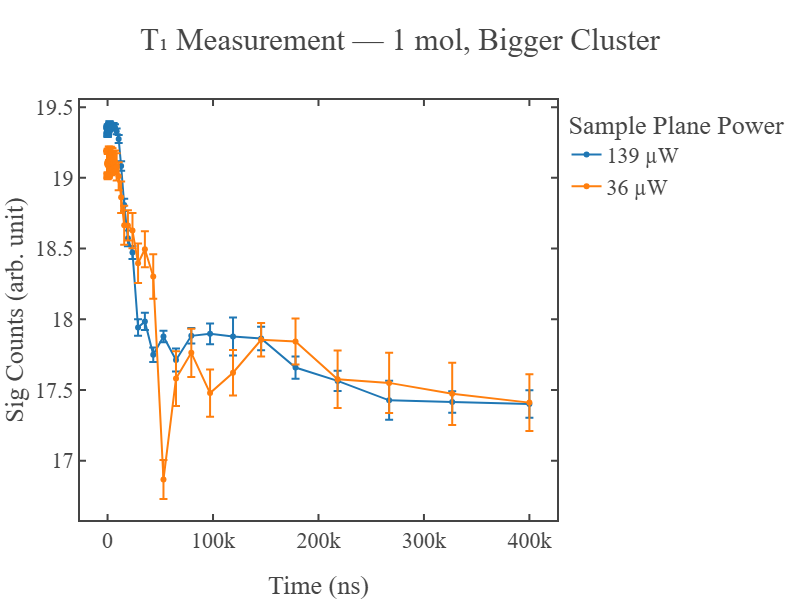 T₁ Measurement — 1 mol, Bigger Cluster
Sample Plane Power
139 µW
36 µW
Sig Counts (arb. unit)
19.5
19
18.5
18
17.5
17
0
100k
200k
300k
400k
Time (ns)